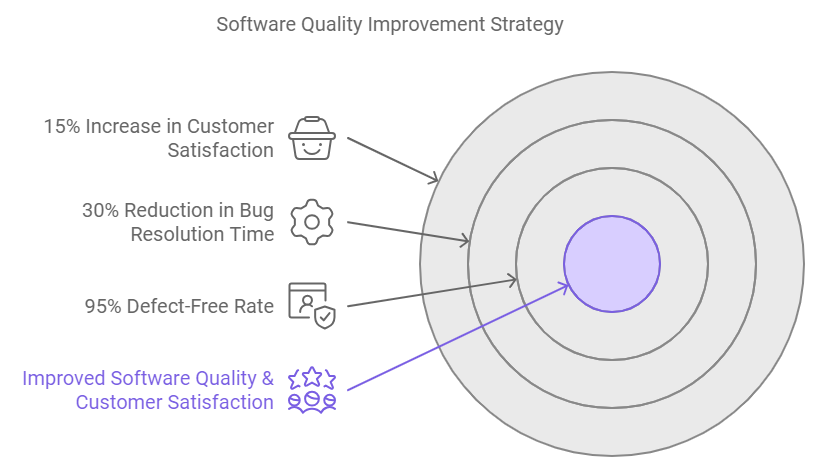 Software Quality Improvement Strategy
15% Increase in Customer
Satisfaction
30% Reduction in Bug
Resolution Time
95% Defect-Free Rate
Improved Software Quality &
Customer Satisfaction